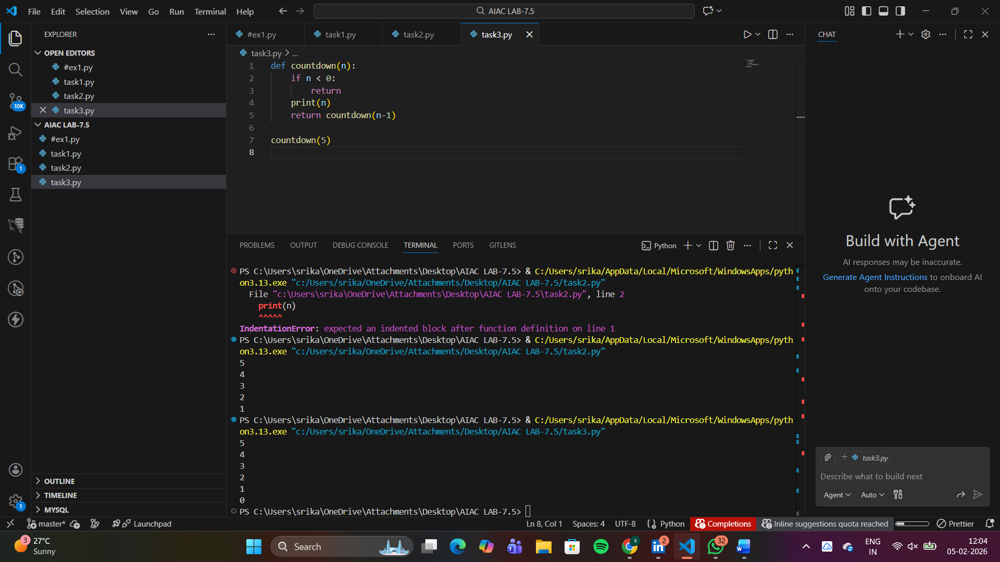 File Edit Selection View Go Run Terminal Help
AIAC LAB-7.5
EXPLORER
OPEN EDITORS
#ex1.py
task1.py
task2.py
task3.py
AIAC LAB-7.5
#ex1.py
task1.py
task2.py
task3.py
OUTLINE
TIMELINE
MYSQL
10K
1
1
#ex1.py task1.py task2.py task3.py
task3.py > ...
1 def countdown(n):
2 if n < 0:
3 return
4 print(n)
5 return countdown(n-1)
6
7 countdown(5)
8
PROBLEMS OUTPUT DEBUG CONSOLE TERMINAL PORTS GITLENS
Python
PS C:\Users\srika\OneDrive\Attachments\Desktop\AIAC LAB-7.5> & C:/Users/srika/AppData/Local/Microsoft/WindowsApps/pyth
on3.13.exe "c:/Users/srika/OneDrive/Attachments/Desktop/AIAC LAB-7.5/task2.py"
File "c:\Users\srika\OneDrive\Attachments\Desktop\AIAC LAB-7.5\task2.py", line 2
print(n)
^^^^^
IndentationError: expected an indented block after function definition on line 1
PS C:\Users\srika\OneDrive\Attachments\Desktop\AIAC LAB-7.5> & C:/Users/srika/AppData/Local/Microsoft/WindowsApps/pyth
on3.13.exe "c:/Users/srika/OneDrive/Attachments/Desktop/AIAC LAB-7.5/task2.py"
5
4
3
2
1
PS C:\Users\srika\OneDrive\Attachments\Desktop\AIAC LAB-7.5> & C:/Users/srika/AppData/Local/Microsoft/WindowsApps/pyth
on3.13.exe "c:/Users/srika/OneDrive/Attachments/Desktop/AIAC LAB-7.5/task3.py"
5
4
3
2
1
0
PS C:\Users\srika\OneDrive\Attachments\Desktop\AIAC LAB-7.5>
CHAT
Build with Agent
AI responses may be inaccurate.
Generate Agent Instructions to onboard AI
onto your codebase.
task3.py
Describe what to build next
Agent Auto
master* Launchpad Ln 8, Col 1 Spaces: 4 UTF-8 {} Python Completions Inline suggestions quota reached Prettier
3 27°C
Sunny
Search
2
32
ENG
IN
12:04
05-02-2026